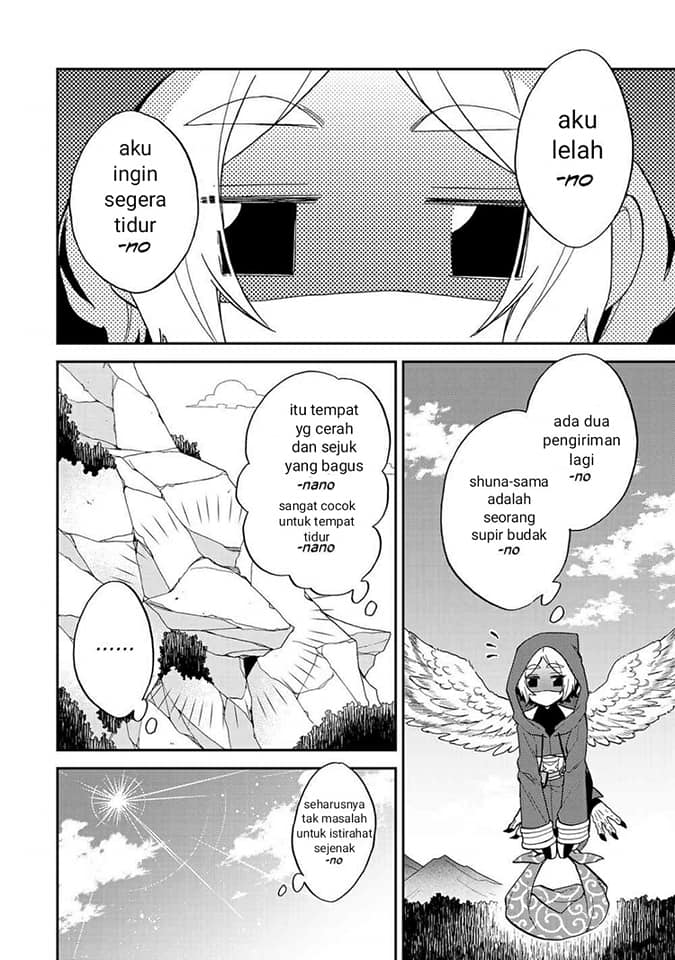 aku
lelah
-no
aku
ingin
segera
tidur
-no
ada dua
pengiriman
lagi
-no
shuna-sama
adalah
seorang
supir budak
-no
itu tempat
yg cerah
dan sejuk
yang bagus
-nano
sangat cocok
untuk tempat
tidur
-nano
......
seharusnya
tak masalah
untuk istirahat
sejenak
-no